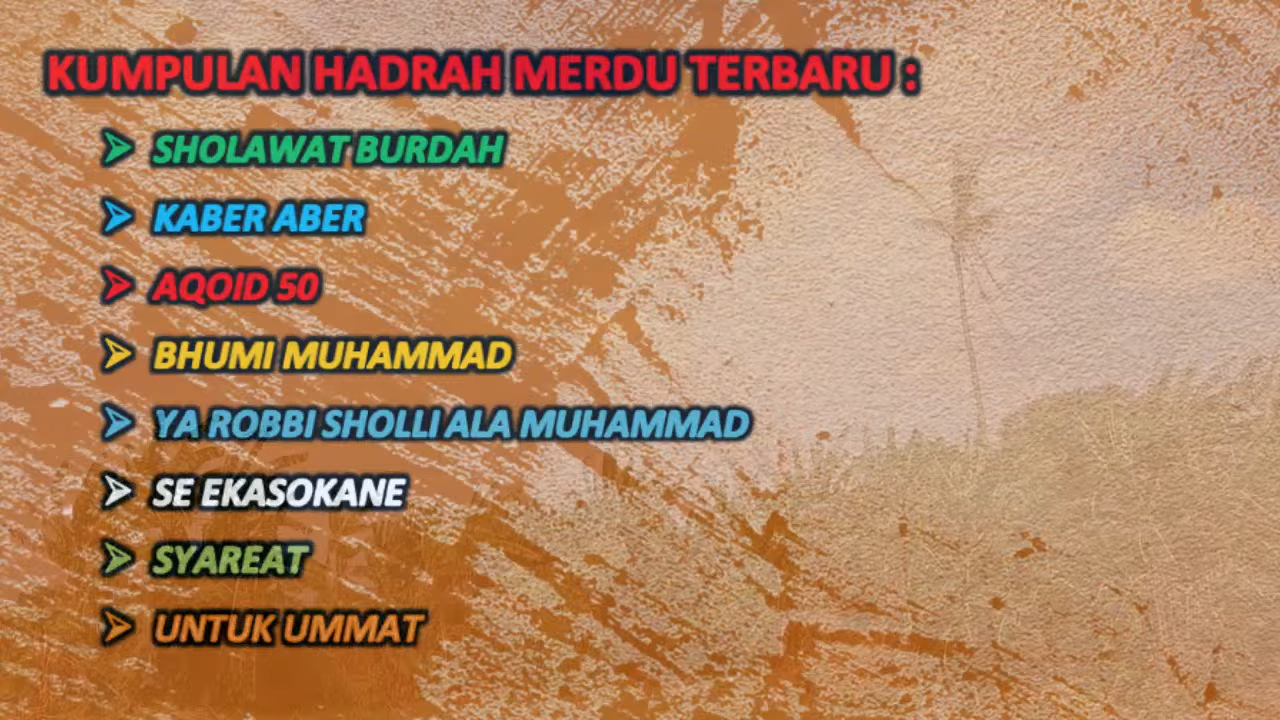 KUMPULAN HADRAH MERDU TERBARU :
SHOLAWAT BURDAH
KABER ABER
AQOID 50
BHUMI MUHAMMAD
YA ROBBI SHOLLI ALA MUHAMMAD
SE EKASOKANE
SYAREAT
UNTUK UMMAT